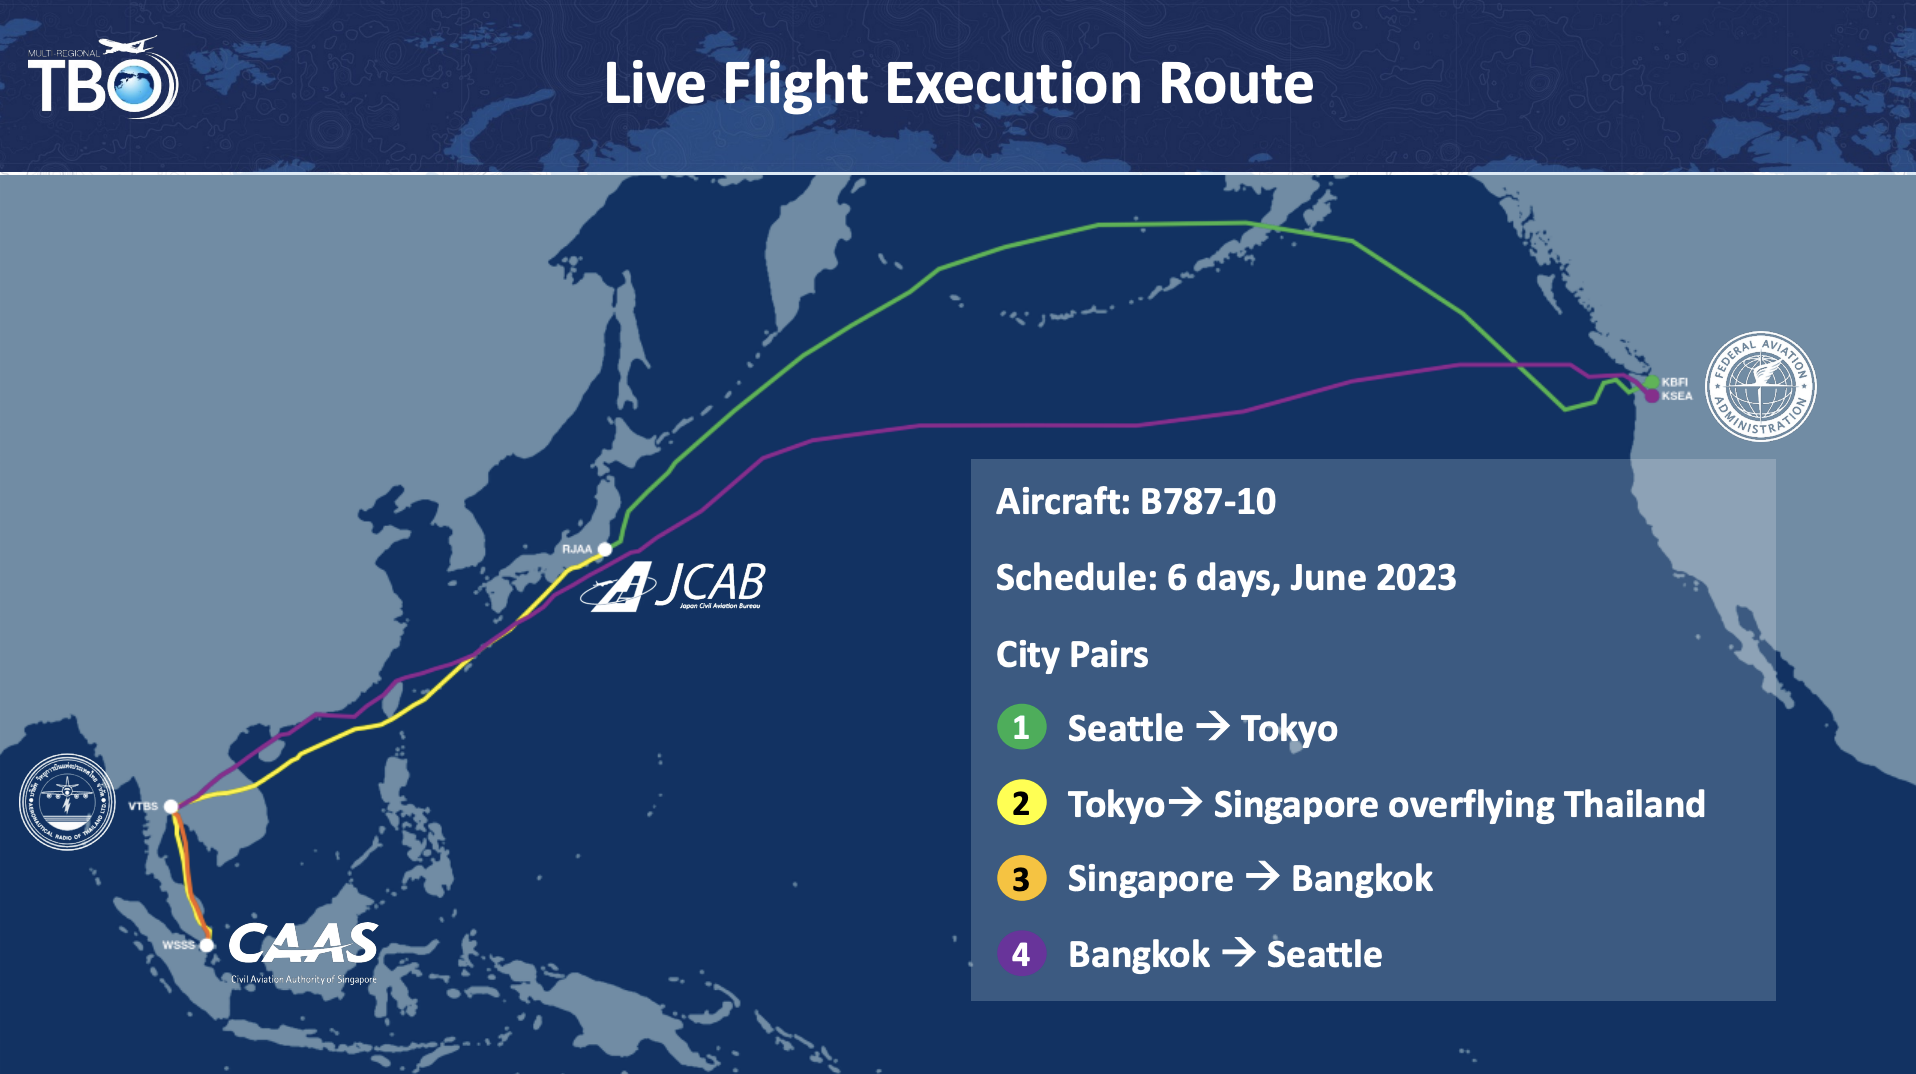 MULTI-REGIONAL
TBO
Live Flight Execution Route
KBFI
KSEA
FEDERAL AVIATION
ADMINISTRATION
RJAA
JCAB
Japan Civil Aviation Bureau
Aircraft: B787-10
Schedule: 6 days, June 2023
City Pairs
1 Seattle → Tokyo
2 Tokyo→ Singapore overflying Thailand
3 Singapore → Bangkok
4 Bangkok → Seattle
VTBS
AERONAUTICAL RADIO OF THAILAND LTD.
WSSS
CAAS
Civil Aviation Authority of Singapore